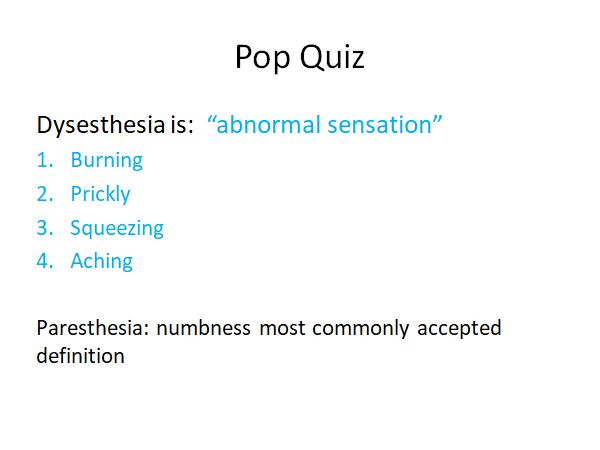 Pop Quiz
Dysesthesia is: “abnormal sensation”
1. Burning
2. Prickly
3. Squeezing
4. Aching
Paresthesia: numbness most commonly accepted
definition